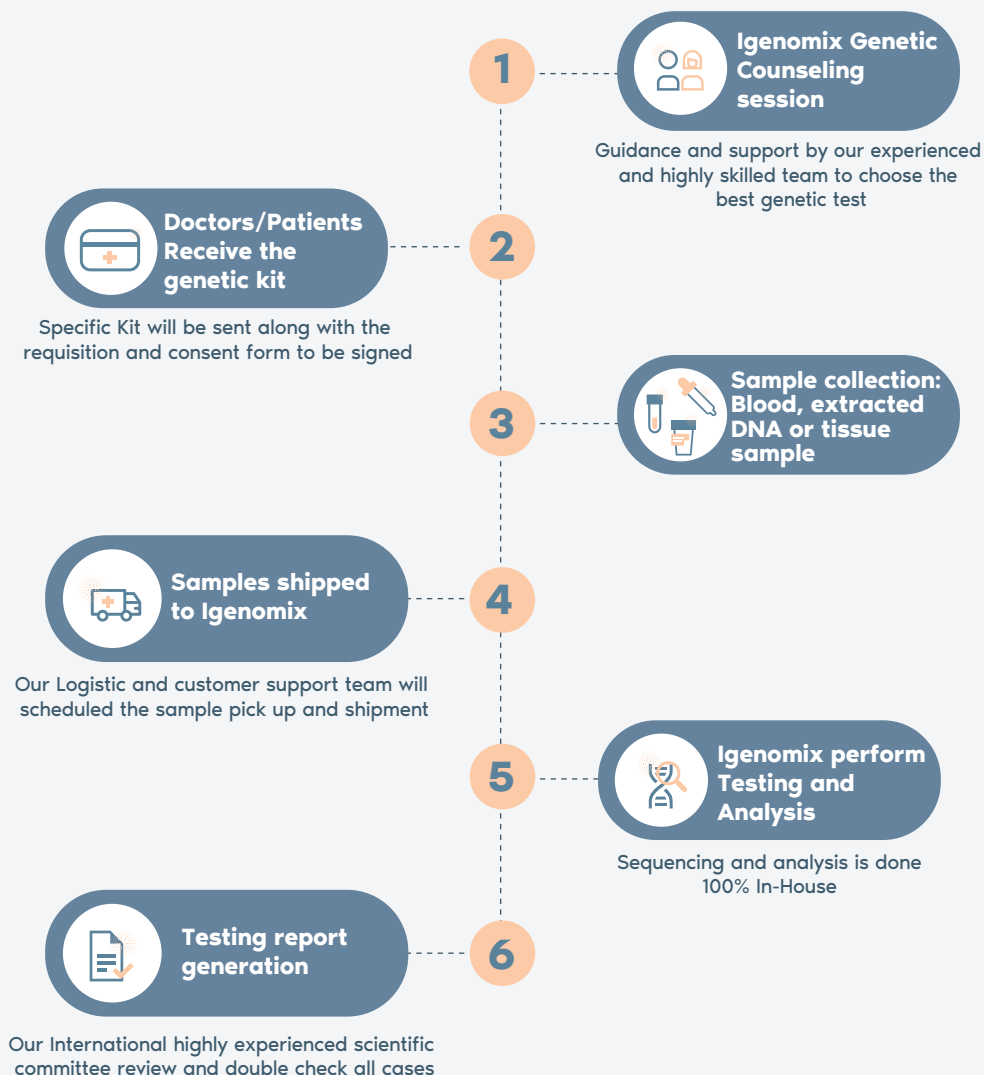 1
Igenomix Genetic
Counseling
session
Guidance and support by our experienced
and highly skilled team to choose the
best genetic test
2
Doctors/Patients
Receive the
genetic kit
Specific Kit will be sent along with the
requisition and consent form to be signed
3
Sample collection:
Blood, extracted
DNA or tissue
sample
4
Samples shipped
to Igenomix
Our Logistic and customer support team will
scheduled the sample pick up and shipment
5
Igenomix perform
Testing and
Analysis
Sequencing and analysis is done
100% In-House
6
Testing report
generation
Our International highly experienced scientific
committee review and double check all cases